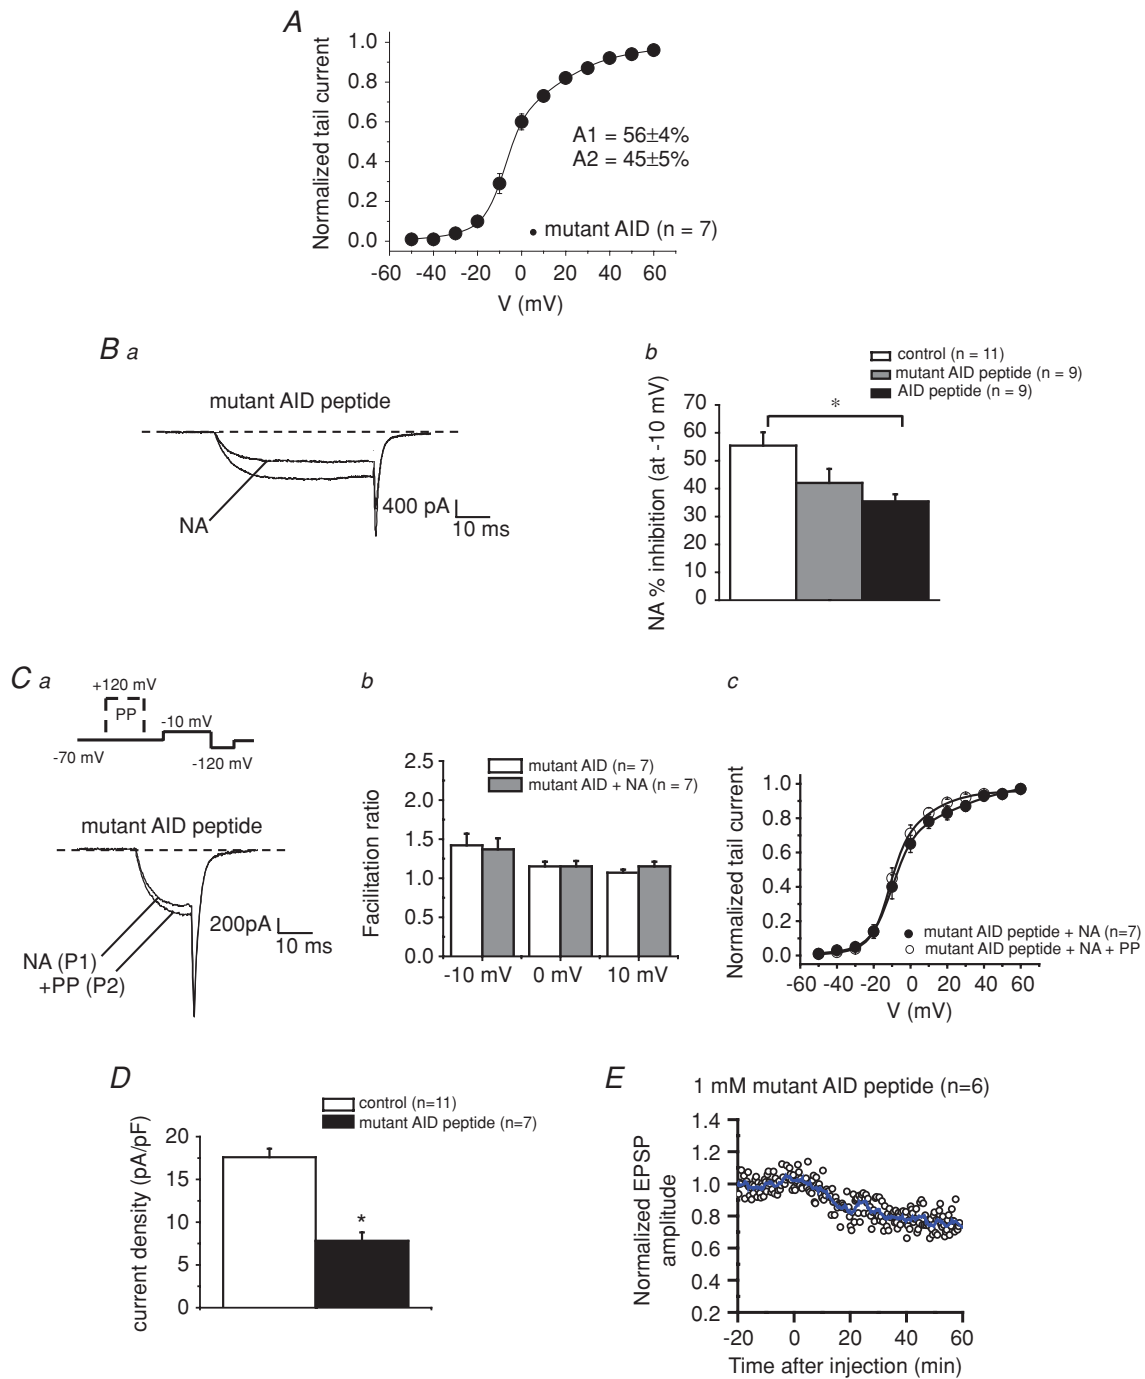 A
Normalized tail current
1.0
0.8
0.6
0.4
0.2
0.0
A1 = 56±4%
A2 = 45±5%
mutant AID (n = 7)
-60 -40 -20 0 20 40 60
V (mV)
B a
mutant AID peptide
NA
400 pA
10 ms
b
control (n = 11)
mutant AID peptide (n = 9)
AID peptide (n = 9)
NA % inhibition (at -10 mV)
70
60
50
40
30
20
10
0
*
C a
+120 mV
PP
-10 mV
-70 mV
-120 mV
mutant AID peptide
200pA
10 ms
NA (P1)
+PP (P2)
b
Facilitation ratio
2.5
2.0
1.5
1.0
0.5
0.0
mutant AID (n= 7)
mutant AID + NA (n = 7)
-10 mV 0 mV 10 mV
c
Normalized tail current
1.0
0.8
0.6
0.4
0.2
0.0
mutant AID peptide + NA (n=7)
mutant AID peptide + NA + PP
-60 -40 -20 0 20 40 60
V (mV)
D
control (n=11)
mutant AID peptide (n=7)
current density (pA/pF)
20
15
10
5
0
*
E
1 mM mutant AID peptide (n=6)
Normalized EPSP
amplitude
1.4
1.2
1.0
0.8
0.6
0.4
0.2
-20 0 20 40 60
Time after injection (min)